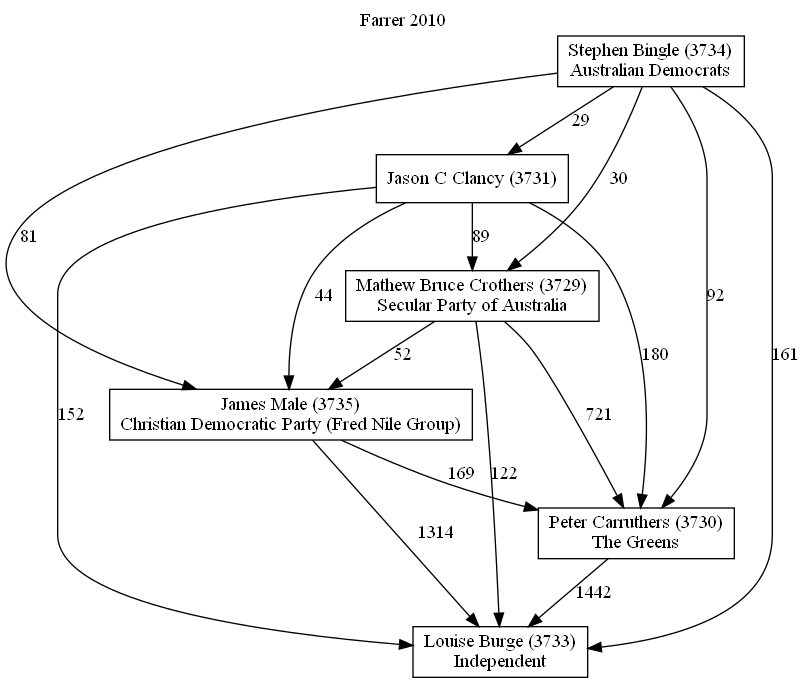 Farrer 2010
Stephen Bingle (3734)
Australian Democrats
29
Jason C Clancy (3731)
30
81
89
Mathew Bruce Crothers (3729)
Secular Party of Australia
44
92
52
180
161
James Male (3735)
Christian Democratic Party (Fred Nile Group)
152
721
169
122
Peter Carruthers (3730)
The Greens
1314
1442
Louise Burge (3733)
Independent